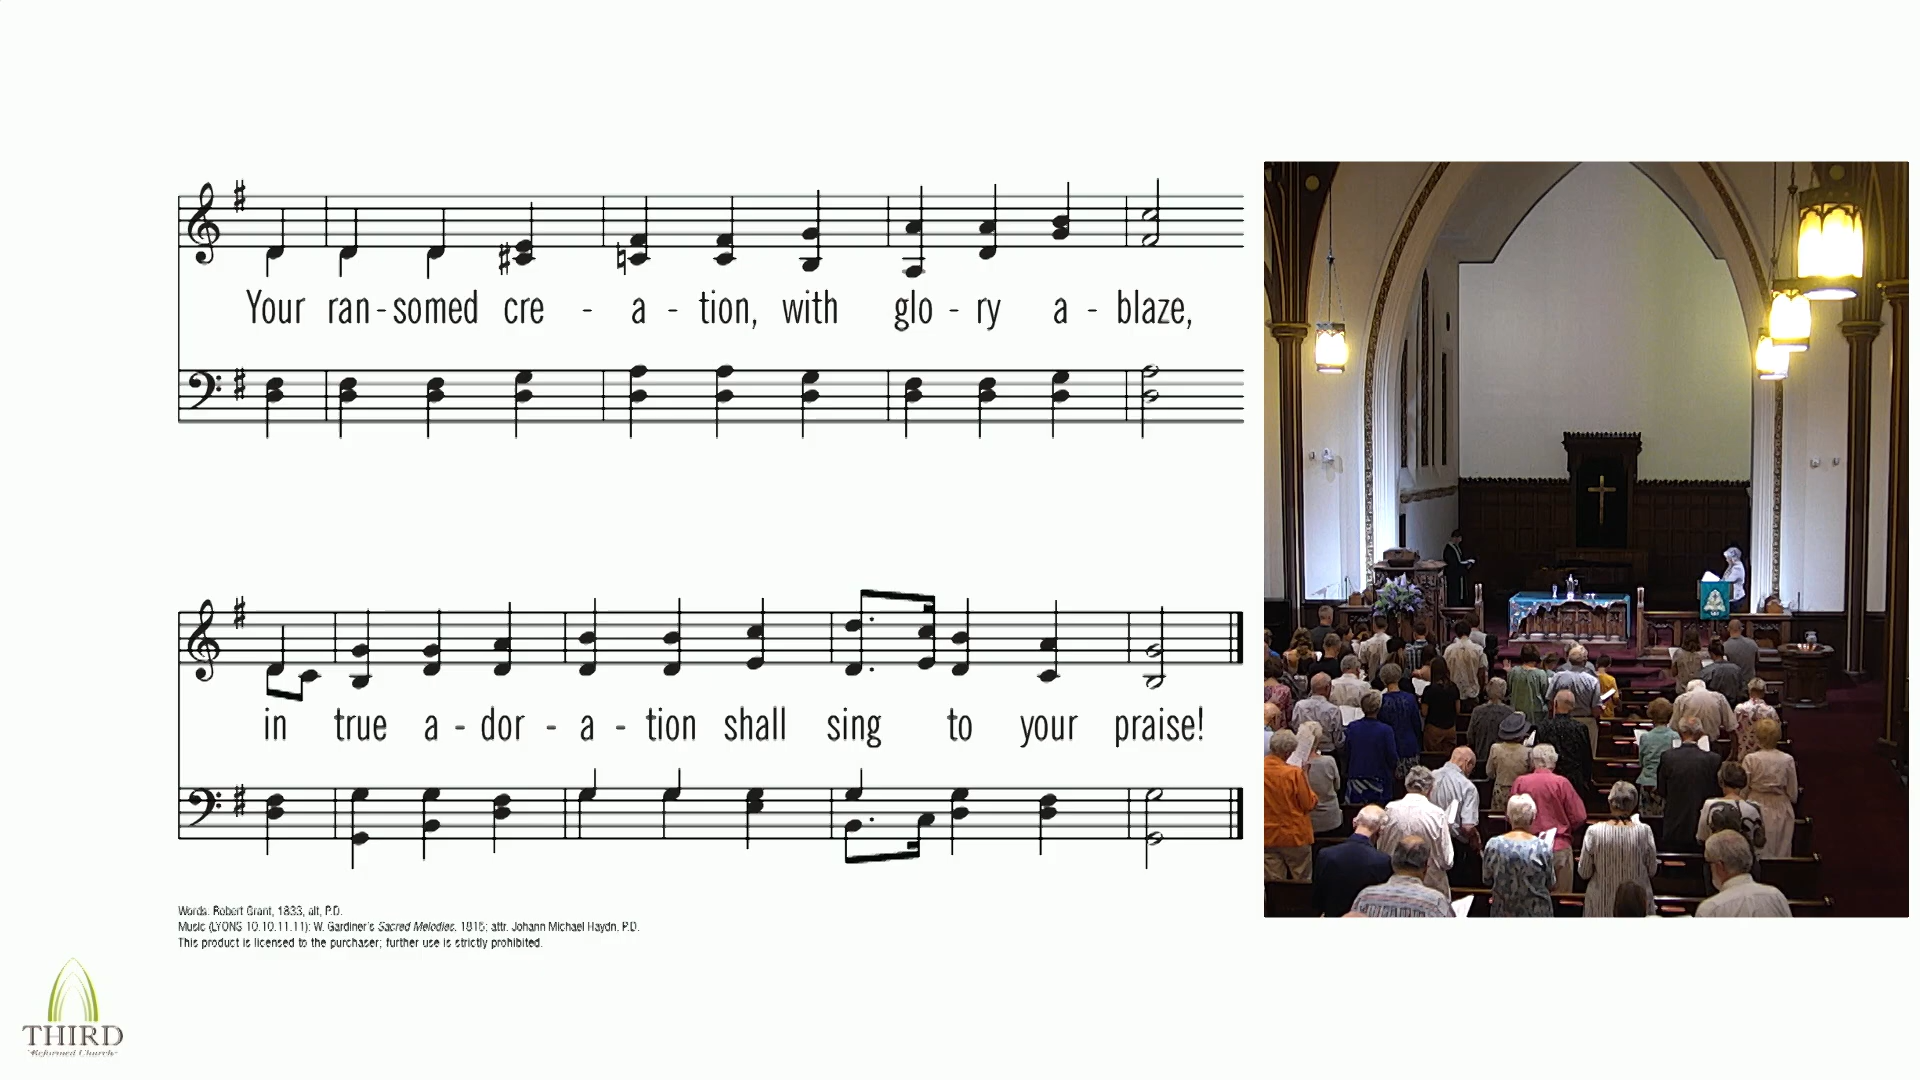 Your ran - somed cre - a - tion, with glo - ry a - blaze,
in true a - dor - a - tion shall sing to your praise!
Words: Robert Grant, 1833, alt, P.D.
Music (LYONS 10.10.11.11): W. Gardiner's Sacred Melodies, 1815; attr. Johann Michael Haydn, P.D.
This product is licensed to the purchaser; further use is strictly prohibited.
THIRD
Reformed Church